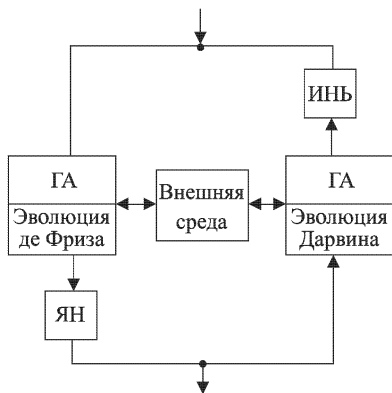 ИНЬ
ГА
Эволюция
де Фриза
Внешняя
среда
ГА
Эволюция
Дарвина
ЯН